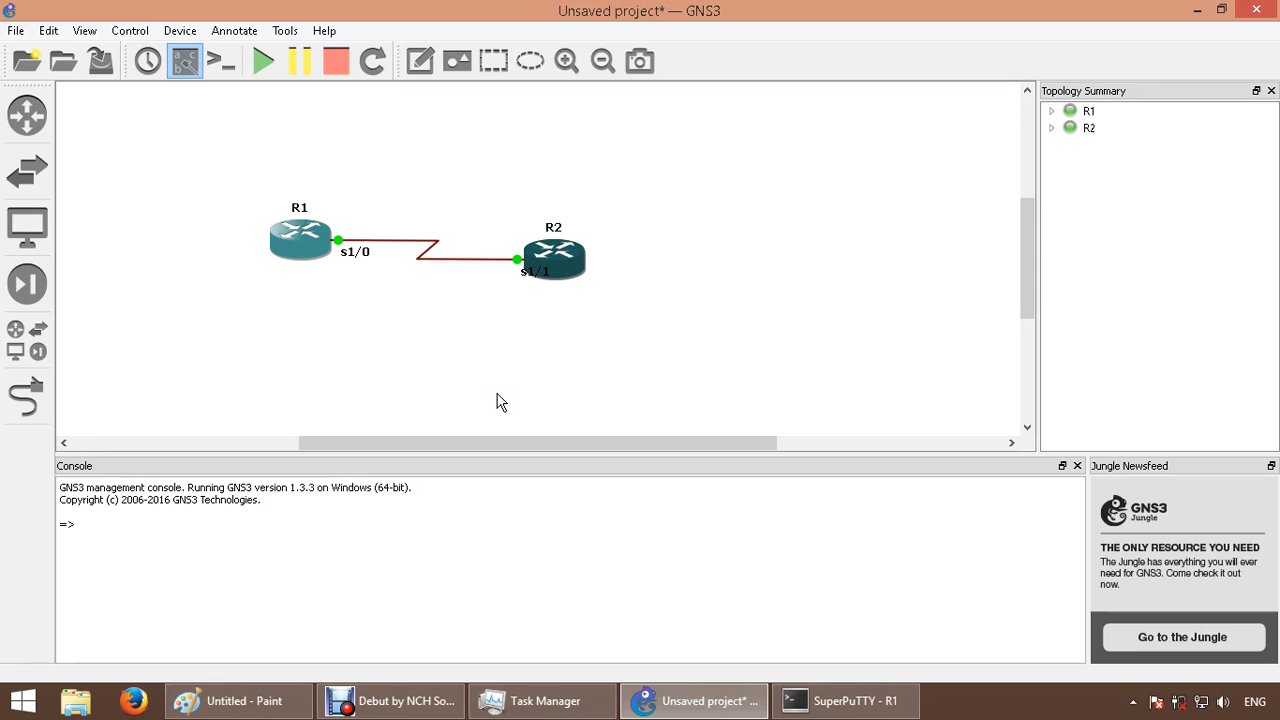 Unsaved project* — GNS3
File Edit View Control Device Annotate Tools Help
Topology Summary
R1
R2
R1
s1/0
R2
s1/1
Console
GNS3 management console. Running GNS3 version 1.3.3 on Windows (64-bit).
Copyright (c) 2006-2016 GNS3 Technologies.
=>
Jungle Newsfeed
GNS3
Jungle
THE ONLY RESOURCE YOU NEED
The Jungle has everything you will ever
need for GNS3. Come check it out
now.
Go to the Jungle
Untitled - Paint
Debut by NCH So...
Task Manager
Unsaved project* ...
SuperPuTTY - R1
ENG